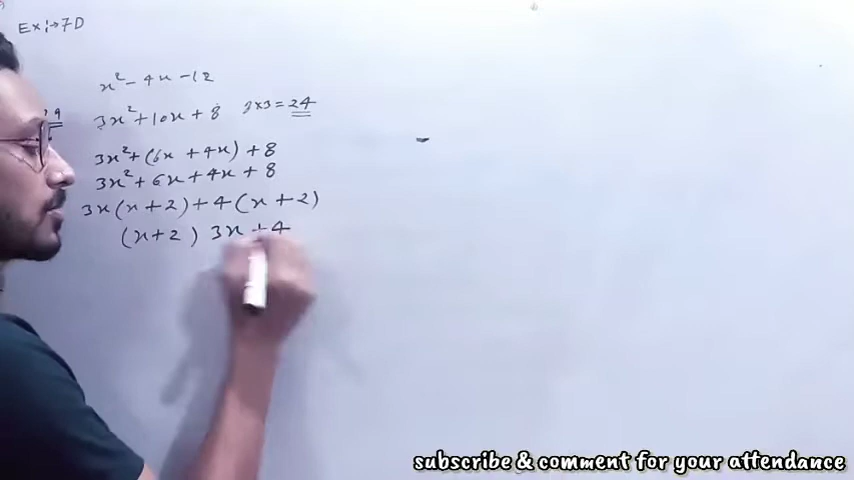 Ex:→7D
x² - 4x - 12
3x² + 10x + 8 8×3 = 24
3x² + (6x + 4x) + 8
3x² + 6x + 4x + 8
3x(x + 2) + 4(x + 2)
(x+2) 3x + 4
subscribe & comment for your attendance